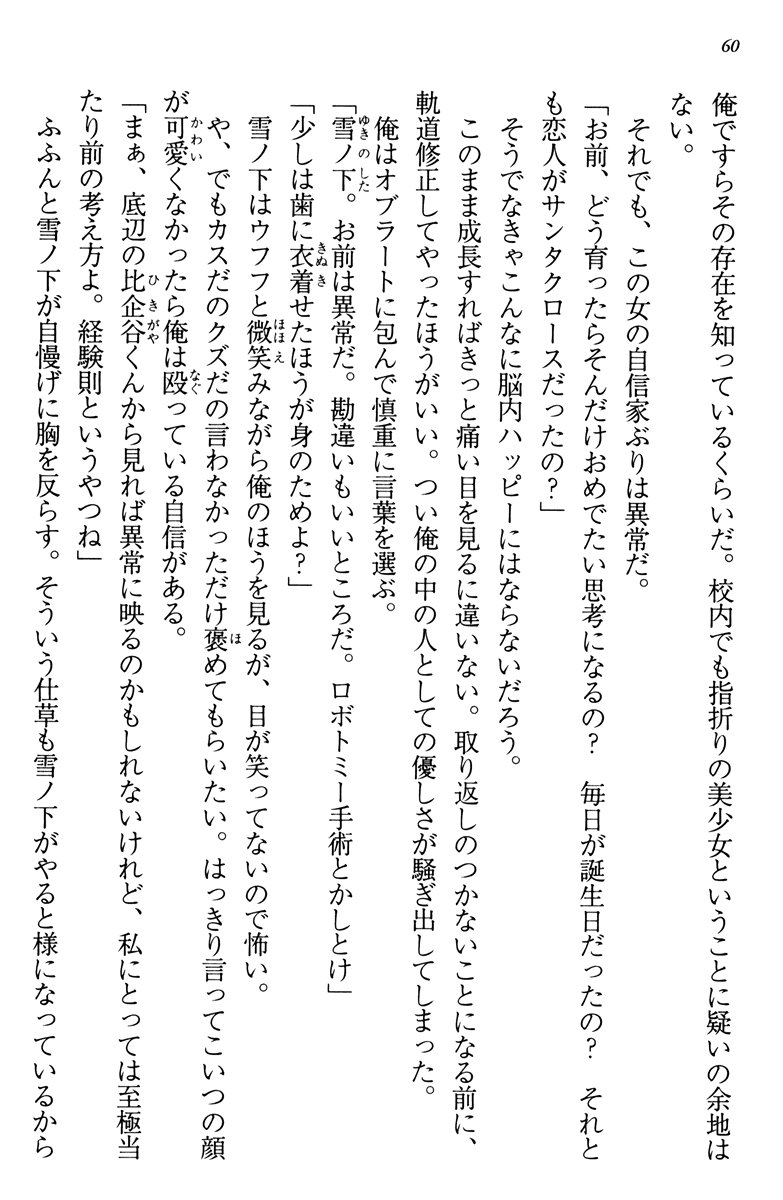 60
俺ですらその存在を知っているくらいだ。校内でも指折りの美少女ということに疑いの余地は
ない。
それでも、この女の自信家ぶりは異常だ。
「お前、どう育ったらそんだけおめでたい思考になるの？　毎日が誕生日だったの？　それと
も恋人がサンタクロースだったの？」
そうでなきゃこんなに脳内ハッピーにはならないだろう。
このまま成長すればきっと痛い目を見るに違いない。取り返しのつかないことになる前に、
軌道修正してやったほうがいい。つい俺の中の人としての優しさが騒ぎ出してしまった。
俺はオブラートに包んで慎重に言葉を選ぶ。
「雪ノ下。お前は異常だ。勘違いもいいところだ。ロボトミー手術とかしとけ」
「少しは歯に衣着せたほうが身のためよ？」
雪ノ下はウフフと微笑みながら俺のほうを見るが、目が笑ってないので怖い。
や、でもカスだのクズだの言わなかっただけ褒めてもらいたい。はっきり言ってこいつの顔
が可愛くなかったら俺は殴っている自信がある。
「まぁ、底辺の比企谷くんから見れば異常に映るのかもしれないけれど、私にとっては至極当
たり前の考え方よ。経験則というやつね」
ふふんと雪ノ下が自慢げに胸を反らす。そういう仕草も雪ノ下がやると様になっているから